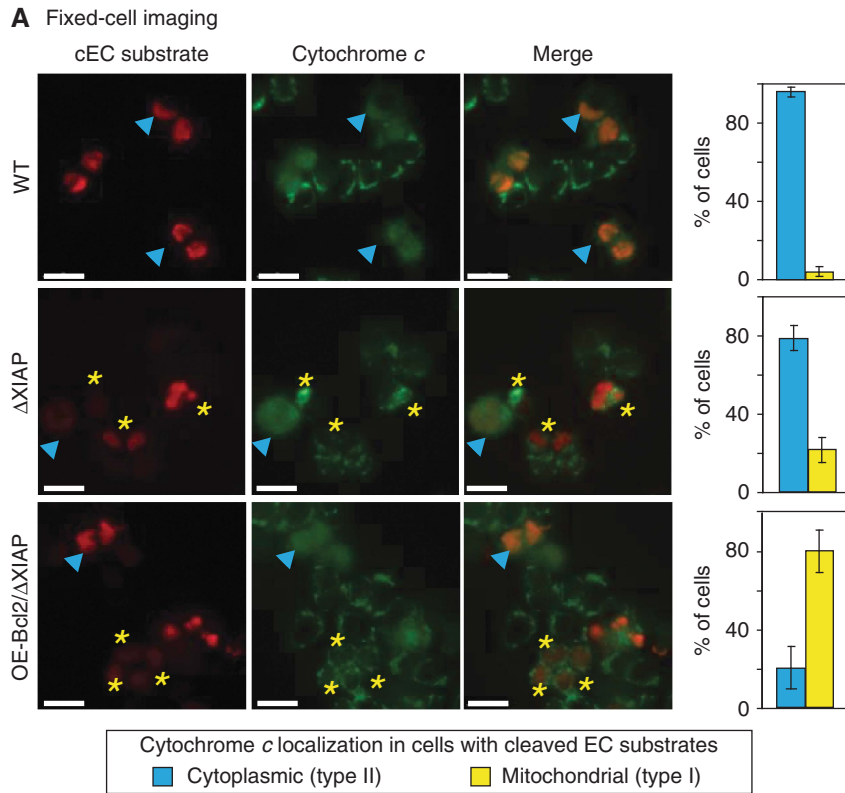 A Fixed-cell imaging
cEC substrate Cytochrome c Merge
WT
80
40
0
% of cells
ΔXIAP
* * *
* * *
* * *
80
40
0
% of cells
OE-Bcl2/ΔXIAP
* * *
* * *
* * *
80
40
0
% of cells
Cytochrome c localization in cells with cleaved EC substrates
Cytoplasmic (type II) Mitochondrial (type I)